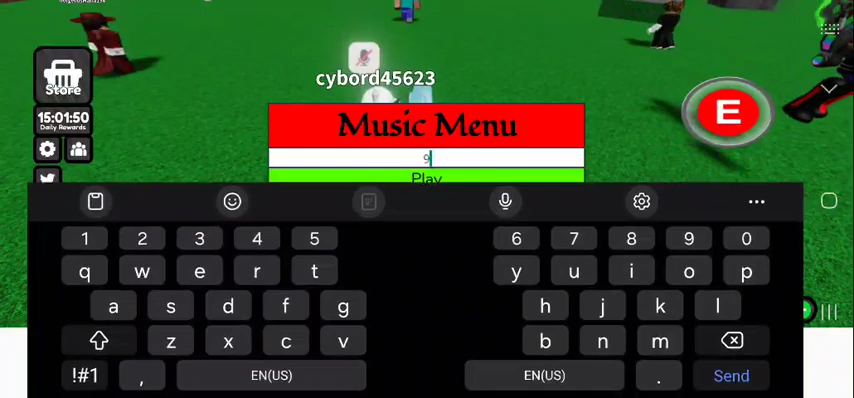 cybord45623
Store
15:01:50
Daily Rewards
E
Music Menu
9
Play
1 2 3 4 5 6 7 8 9 0
q w e r t y u i o p
a s d f g h j k l
z x c v b n m
!#1 , EN(US) EN(US) . Send